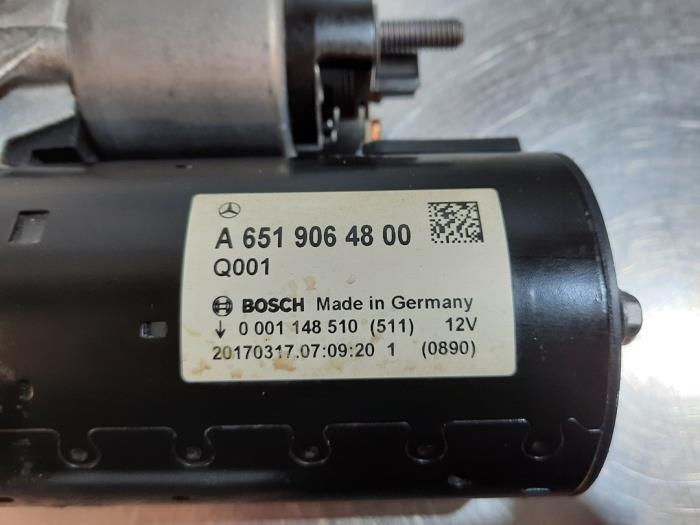 A 651 906 48 00
Q001
BOSCH Made in Germany
↓ 0 001 148 510 (511) 12V
20170317.07:09:20 1 (0890)